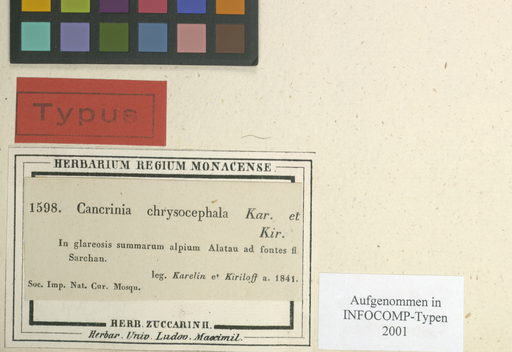 Typus
HERBARIUM REGIUM MONACENSE.
1598. Cancrinia chrysocephala Kar. et
Kir.
In glareosis summarum alpium Alatau ad fontes fl
Sarchan.
leg. Karelin et Kiriloff a. 1841.
Soc. Imp. Nat. Cur. Mosqu.
HERB. ZUCCARINII.
Herbar. Univ. Ludov. Maximil.
Aufgenommen in
INFOCOMP-Typen
2001